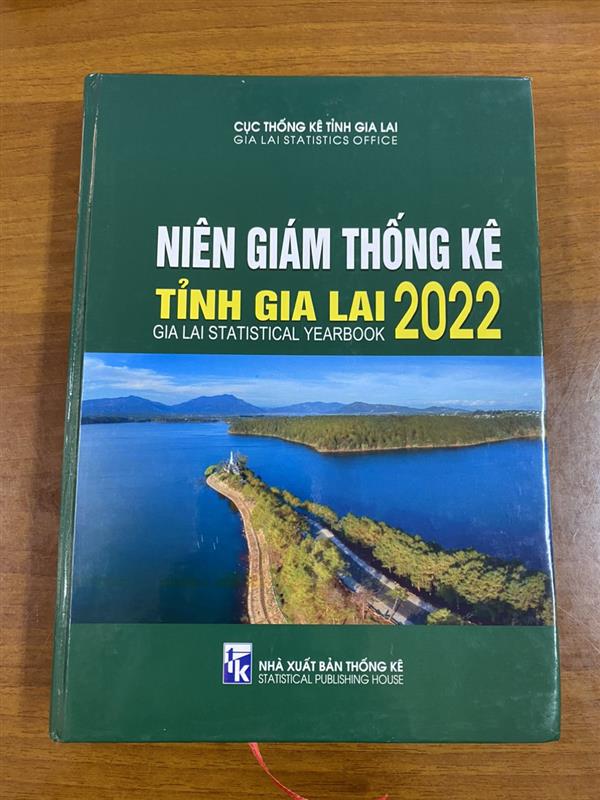 CỤC THỐNG KÊ TỈNH GIA LAI
GIA LAI STATISTICS OFFICE
NIÊN GIÁM THỐNG KÊ
TỈNH GIA LAI 2022
GIA LAI STATISTICAL YEARBOOK
tk
NHÀ XUẤT BẢN THỐNG KÊ
STATISTICAL PUBLISHING HOUSE